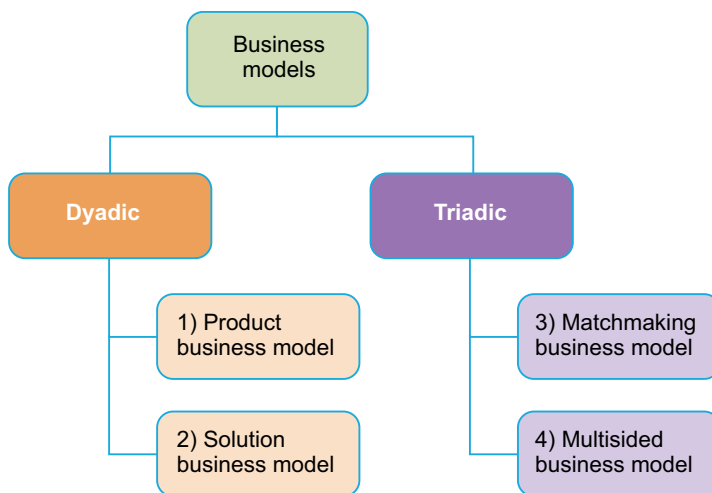 Business
models
Dyadic
Triadic
1) Product
business model
3) Matchmaking
business model
2) Solution
business model
4) Multisided
business model